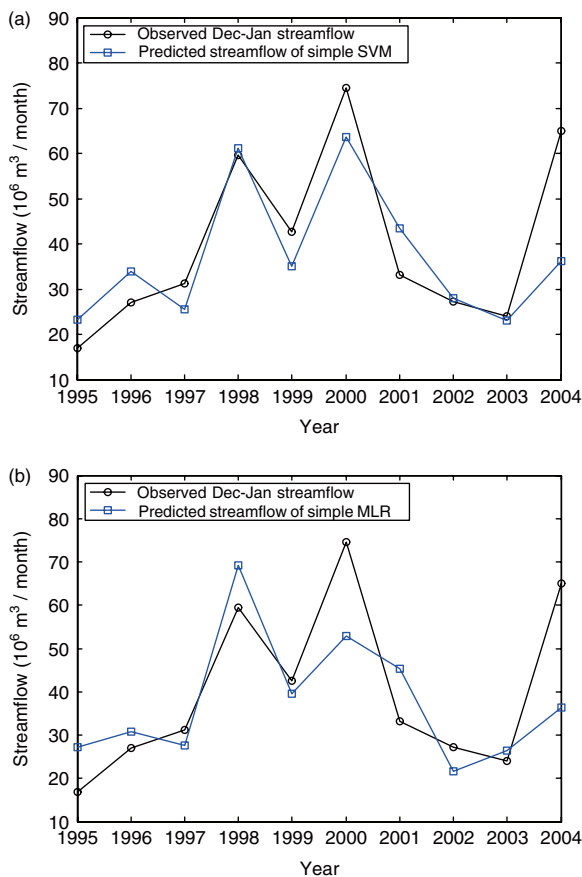 (a)
90
80
70
60
50
40
30
20
10
Streamflow (10⁶ m³ / month)
Observed Dec-Jan streamflow
Predicted streamflow of simple SVM
1995 1996 1997 1998 1999 2000 2001 2002 2003 2004
Year
(b)
90
80
70
60
50
40
30
20
10
Streamflow (10⁶ m³ / month)
Observed Dec-Jan streamflow
Predicted streamflow of simple MLR
1995 1996 1997 1998 1999 2000 2001 2002 2003 2004
Year